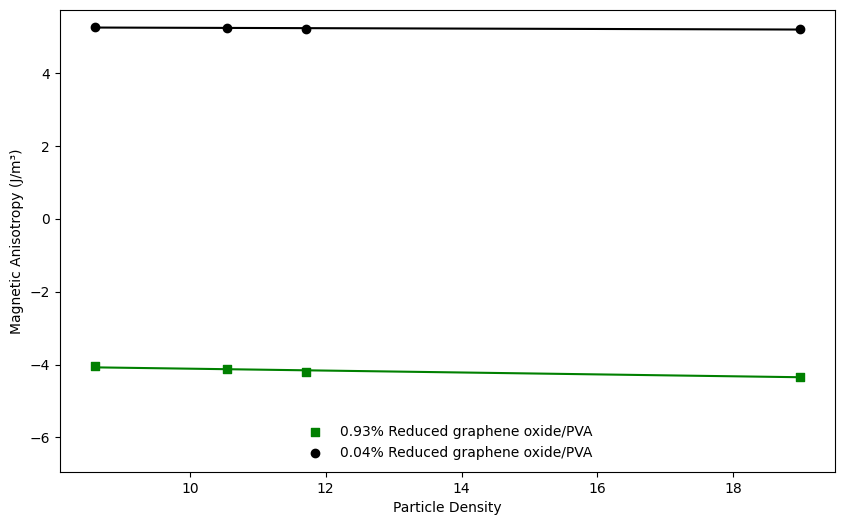 4
2
0
−2
−4
−6
Magnetic Anisotropy (J/m³)
0.93% Reduced graphene oxide/PVA
0.04% Reduced graphene oxide/PVA
10 12 14 16 18
Particle Density